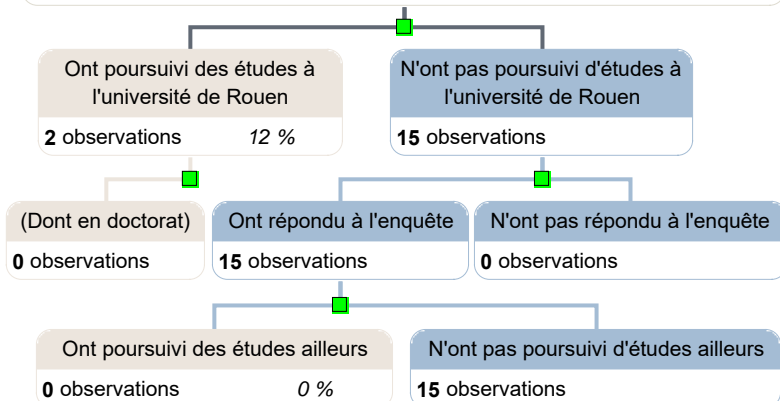 Ont poursuivi des études à
l'université de Rouen
2 observations 12 %
N'ont pas poursuivi d'études à
l'université de Rouen
15 observations
(Dont en doctorat)
0 observations
Ont répondu à l'enquête
15 observations
N'ont pas répondu à l'enquête
0 observations
Ont poursuivi des études ailleurs
0 observations 0 %
N'ont pas poursuivi d'études ailleurs
15 observations